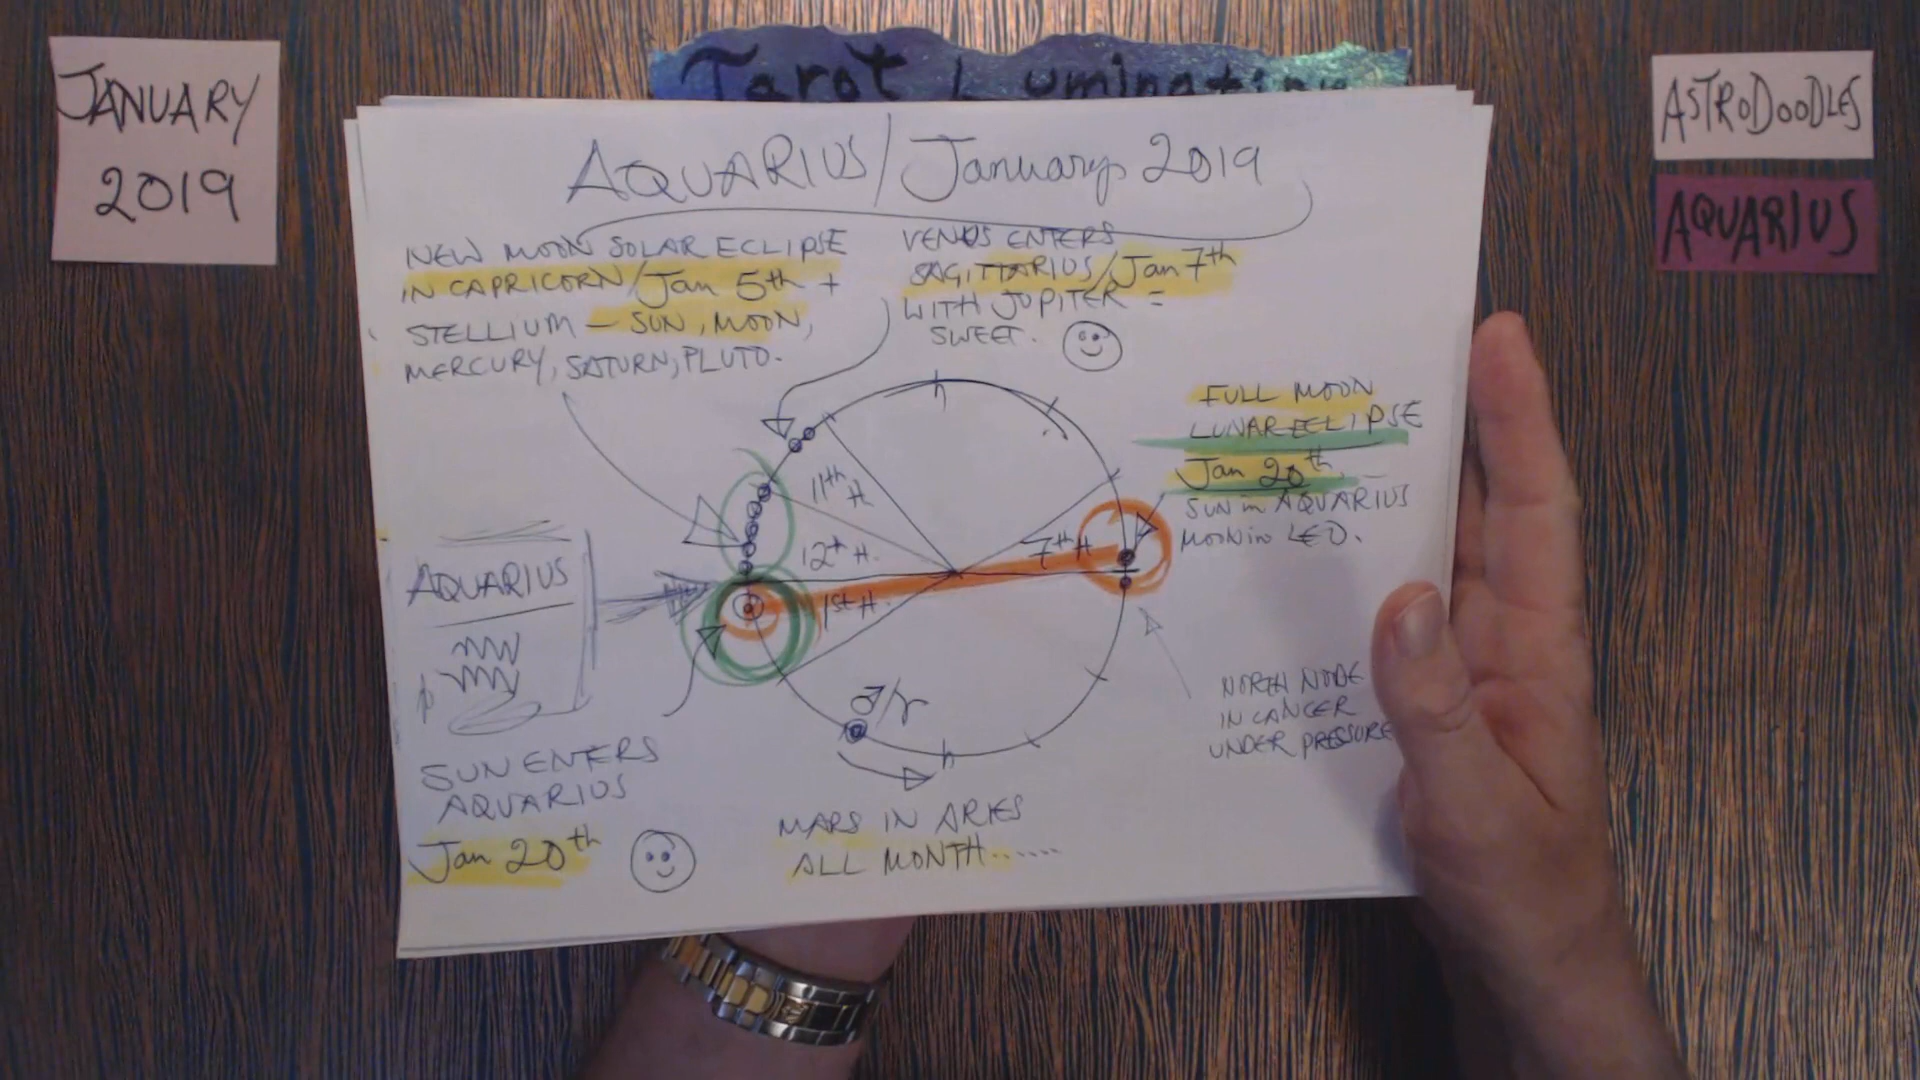 JANUARY
2019
Tarot Luminations
ASTRODOODLES
AQUARIUS
AQUARIUS/January 2019
NEW MOON SOLAR ECLIPSE
IN CAPRICORN/Jan 5th +
STELLIUM – SUN, MOON,
MERCURY, SATURN, PLUTO.
VENUS ENTERS
SAGITTARIUS/Jan 7th
WITH JUPITER =
SWEET.
FULL MOON
LUNAR ECLIPSE
Jan 20th
SUN in AQUARIUS
MOON in LEO.
11th H
12th H.
7th H
1st H.
AQUARIUS
♂/r
NORTH NODE
IN CANCER
UNDER PRESSURE
SUN ENTERS
AQUARIUS
Jan 20th
MARS IN ARIES
ALL MONTH......